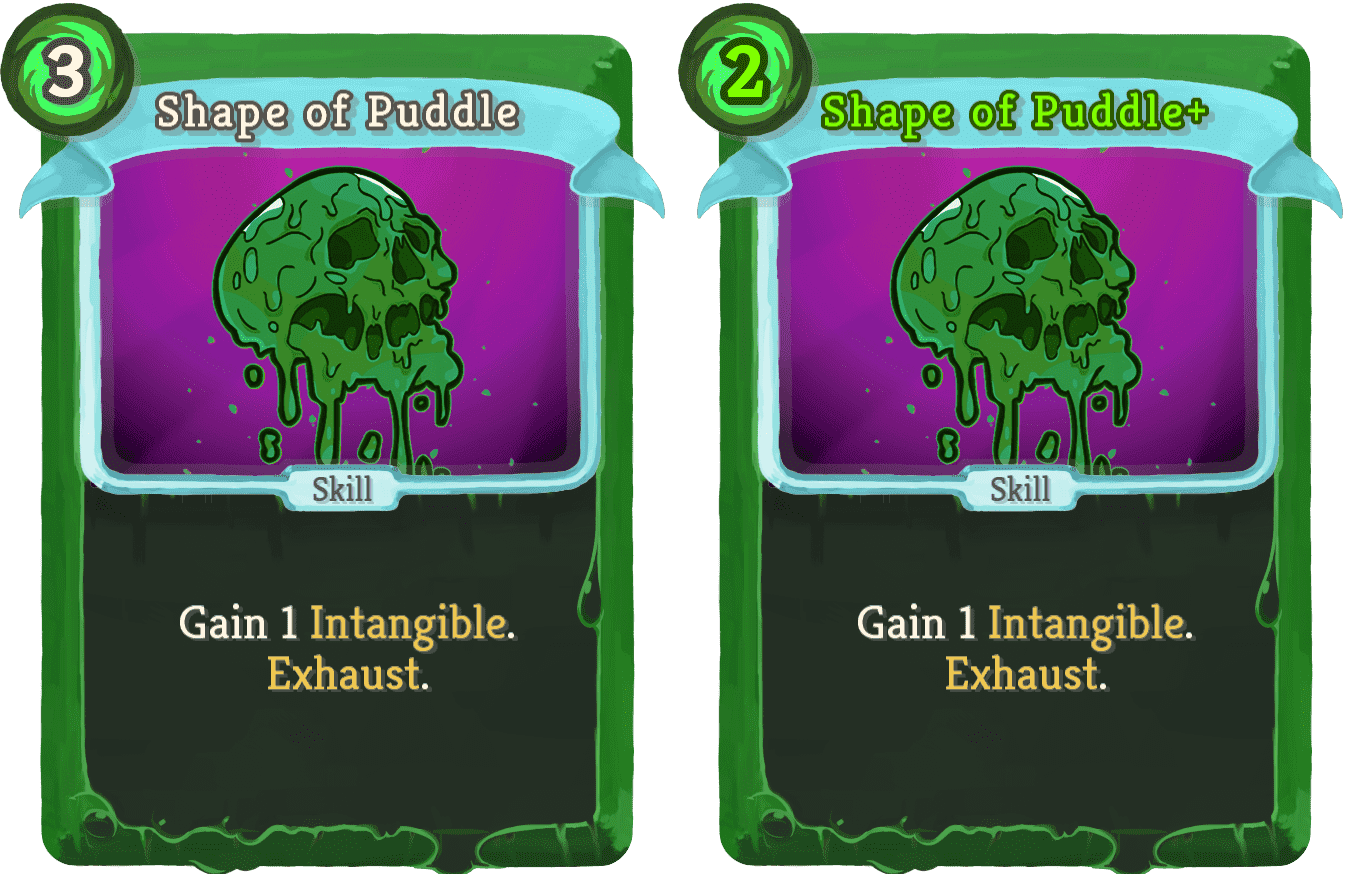 3
Shape of Puddle
Skill
Gain 1 Intangible.
Exhaust.
2
Shape of Puddle+
Skill
Gain 1 Intangible.
Exhaust.